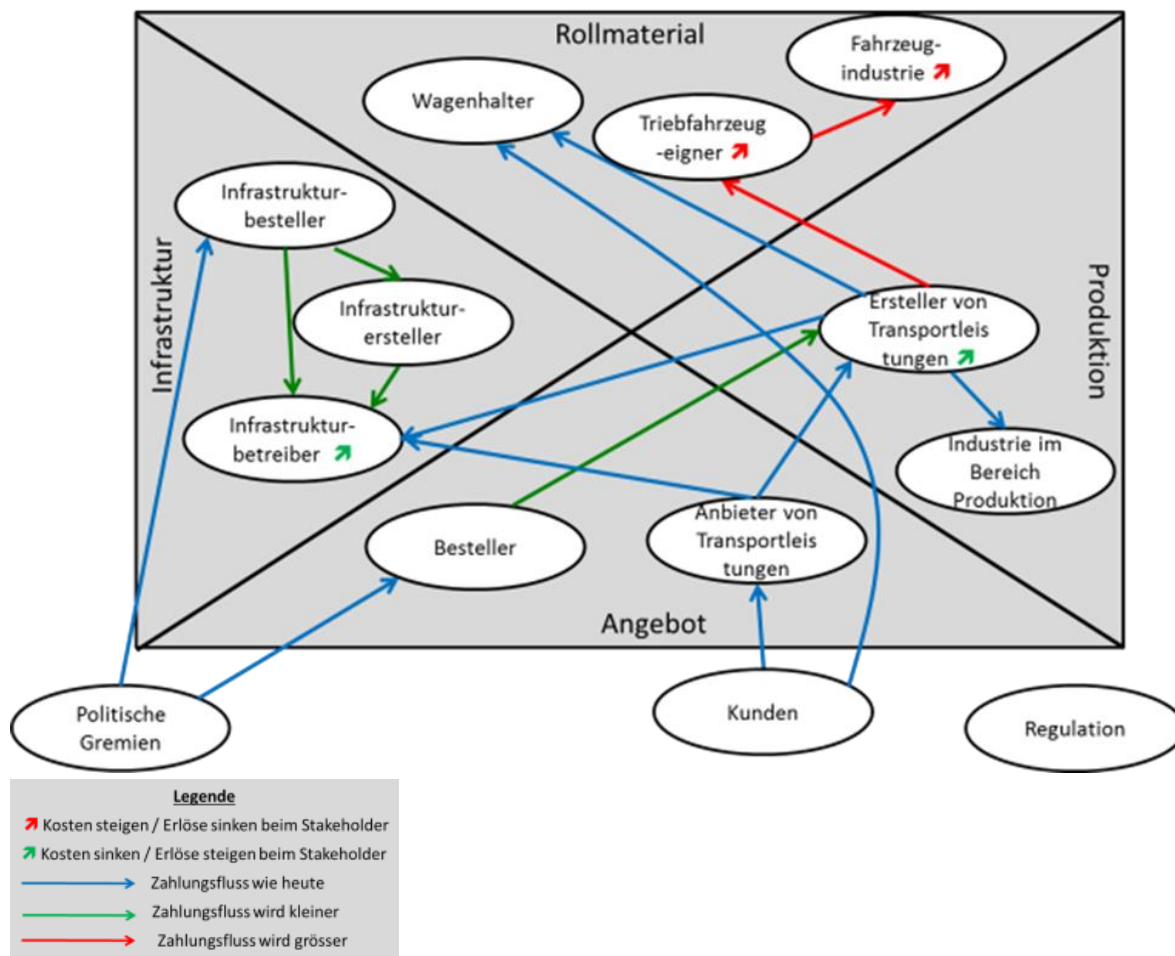 Rollmaterial
Fahrzeug-
industrie
Wagenhalter
Triebfahrzeug
-eigner
Infrastruktur-
besteller
Infrastruktur
Infrastruktur-
ersteller
Produktion
Ersteller von
Transportleis
tungen
Infrastruktur-
betreiber
Industrie im
Bereich
Produktion
Besteller
Anbieter von
Transportleis
tungen
Angebot
Politische
Gremien
Kunden
Regulation
Legende
Kosten steigen / Erlöse sinken beim Stakeholder
Kosten sinken / Erlöse steigen beim Stakeholder
Zahlungsfluss wie heute
Zahlungsfluss wird kleiner
Zahlungsfluss wird grösser